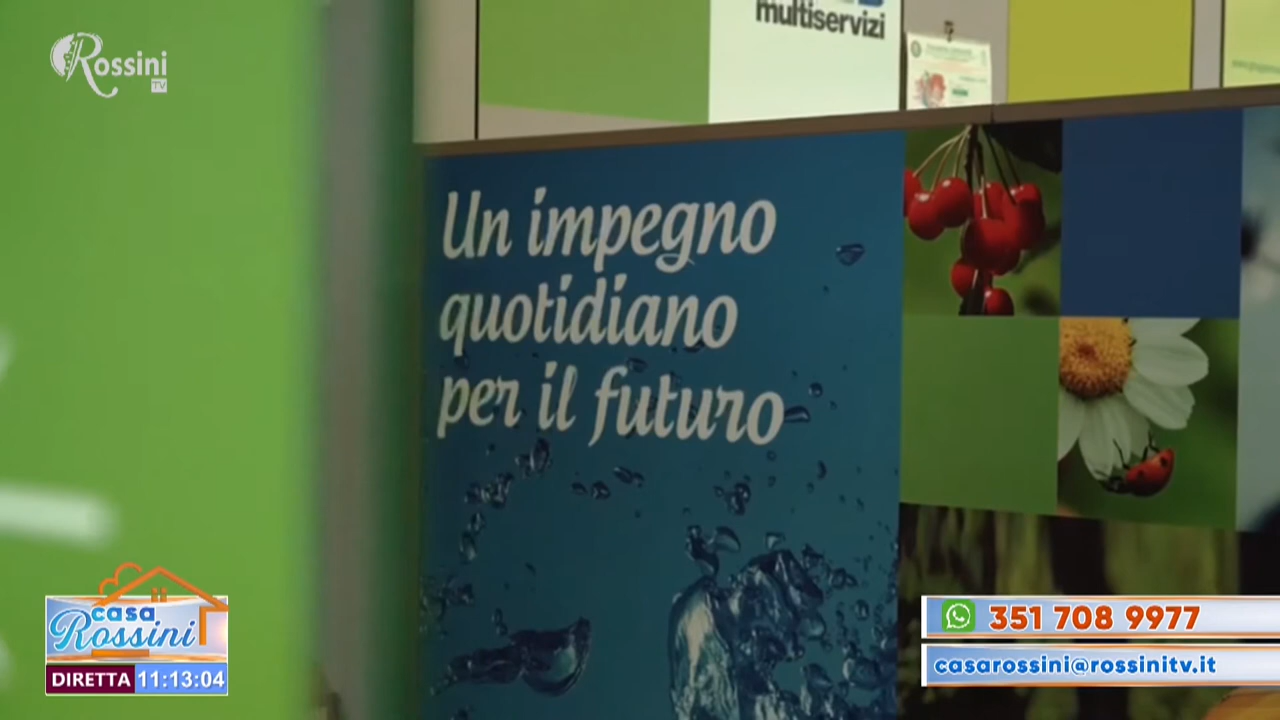 Rossini
TV
multiservizi
Un impegno
quotidiano
per il futuro
casa
Rossini
DIRETTA 11:13:04
351 708 9977
casarossini@rossinitv.it